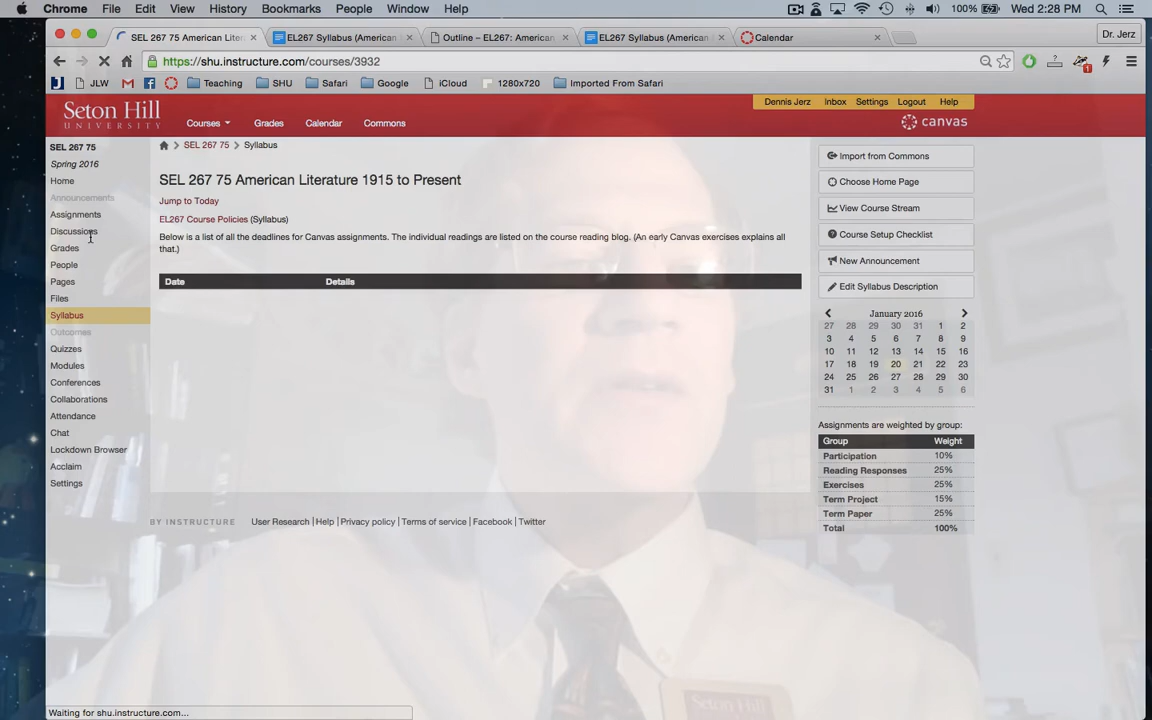 Chrome File Edit View History Bookmarks People Window Help 100% Wed 2:28 PM
SEL 267 75 American Liter EL267 Syllabus (American Outline – EL267: American EL267 Syllabus (American Calendar Dr. Jerz
https://shu.instructure.com/courses/3932
JLW Teaching SHU Safari Google iCloud 1280x720 Imported From Safari
Dennis Jerz Inbox Settings Logout Help
Seton Hill
UNIVERSITY
Courses Grades Calendar Commons canvas
SEL 267 75
Spring 2016
Home
Announcements
Assignments
Discussions
Grades
People
Pages
Files
Syllabus
Outcomes
Quizzes
Modules
Conferences
Collaborations
Attendance
Chat
Lockdown Browser
Acclaim
Settings
SEL 267 75 Syllabus
SEL 267 75 American Literature 1915 to Present
Jump to Today
EL267 Course Policies (Syllabus)
Below is a list of all the deadlines for Canvas assignments. The individual readings are listed on the course reading blog. (An early Canvas exercises explains all
that.)
Date Details
BY INSTRUCTURE User Research Help Privacy policy Terms of service Facebook Twitter
Import from Commons
Choose Home Page
View Course Stream
Course Setup Checklist
New Announcement
Edit Syllabus Description
January 2016
27 28 29 30 31 1 2
3 4 5 6 7 8 9
10 11 12 13 14 15 16
17 18 19 20 21 22 23
24 25 26 27 28 29 30
31 1 2 3 4 5 6
Assignments are weighted by group:
Group Weight
Participation 10%
Reading Responses 25%
Exercises 25%
Term Project 15%
Term Paper 25%
Total 100%
Seton Hill
Waiting for shu.instructure.com...